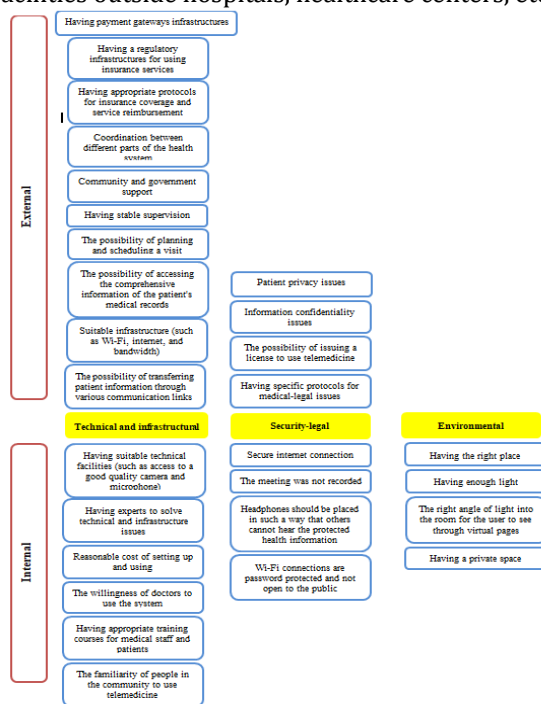 acilities outside hospitals, healthcare centers, etc
Having payment gateways infrastructures
Having a regulatory
infrastructures for using
insurance services
Having appropriate protocols
for insurance coverage and
service reimbursement
Coordination between
different parts of the health
system
Community and government
support
Having stable supervision
The possibility of planning
and scheduling a visit
The possibility of accessing
the comprehensive
information of the patient's
medical records
Suitable infrastructure (such
as Wi-Fi, internet, and
bandwidth)
The possibility of transferring
patient information through
various communication links
External
Patient privacy issues
Information confidentiality
issues
The possibility of issuing a
license to use telemedicine
Having specific protocols for
medical-legal issues
Technical and infrastructural
Security-legal
Environmental
Internal
Having suitable technical
facilities (such as access to a
good quality camera and
microphone)
Having experts to solve
technical and infrastructure
issues
Reasonable cost of setting up
and using
The willingness of doctors to
use the system
Having appropriate training
courses for medical staff and
patients
The familiarity of people in
the community to use
telemedicine
Secure internet connection
The meeting was not recorded
Headphones should be placed
in such a way that others
cannot hear the protected
health information
Wi-Fi connections are
password protected and not
open to the public
Having the right place
Having enough light
The right angle of light into
the room for the user to see
through virtual pages
Having a private space